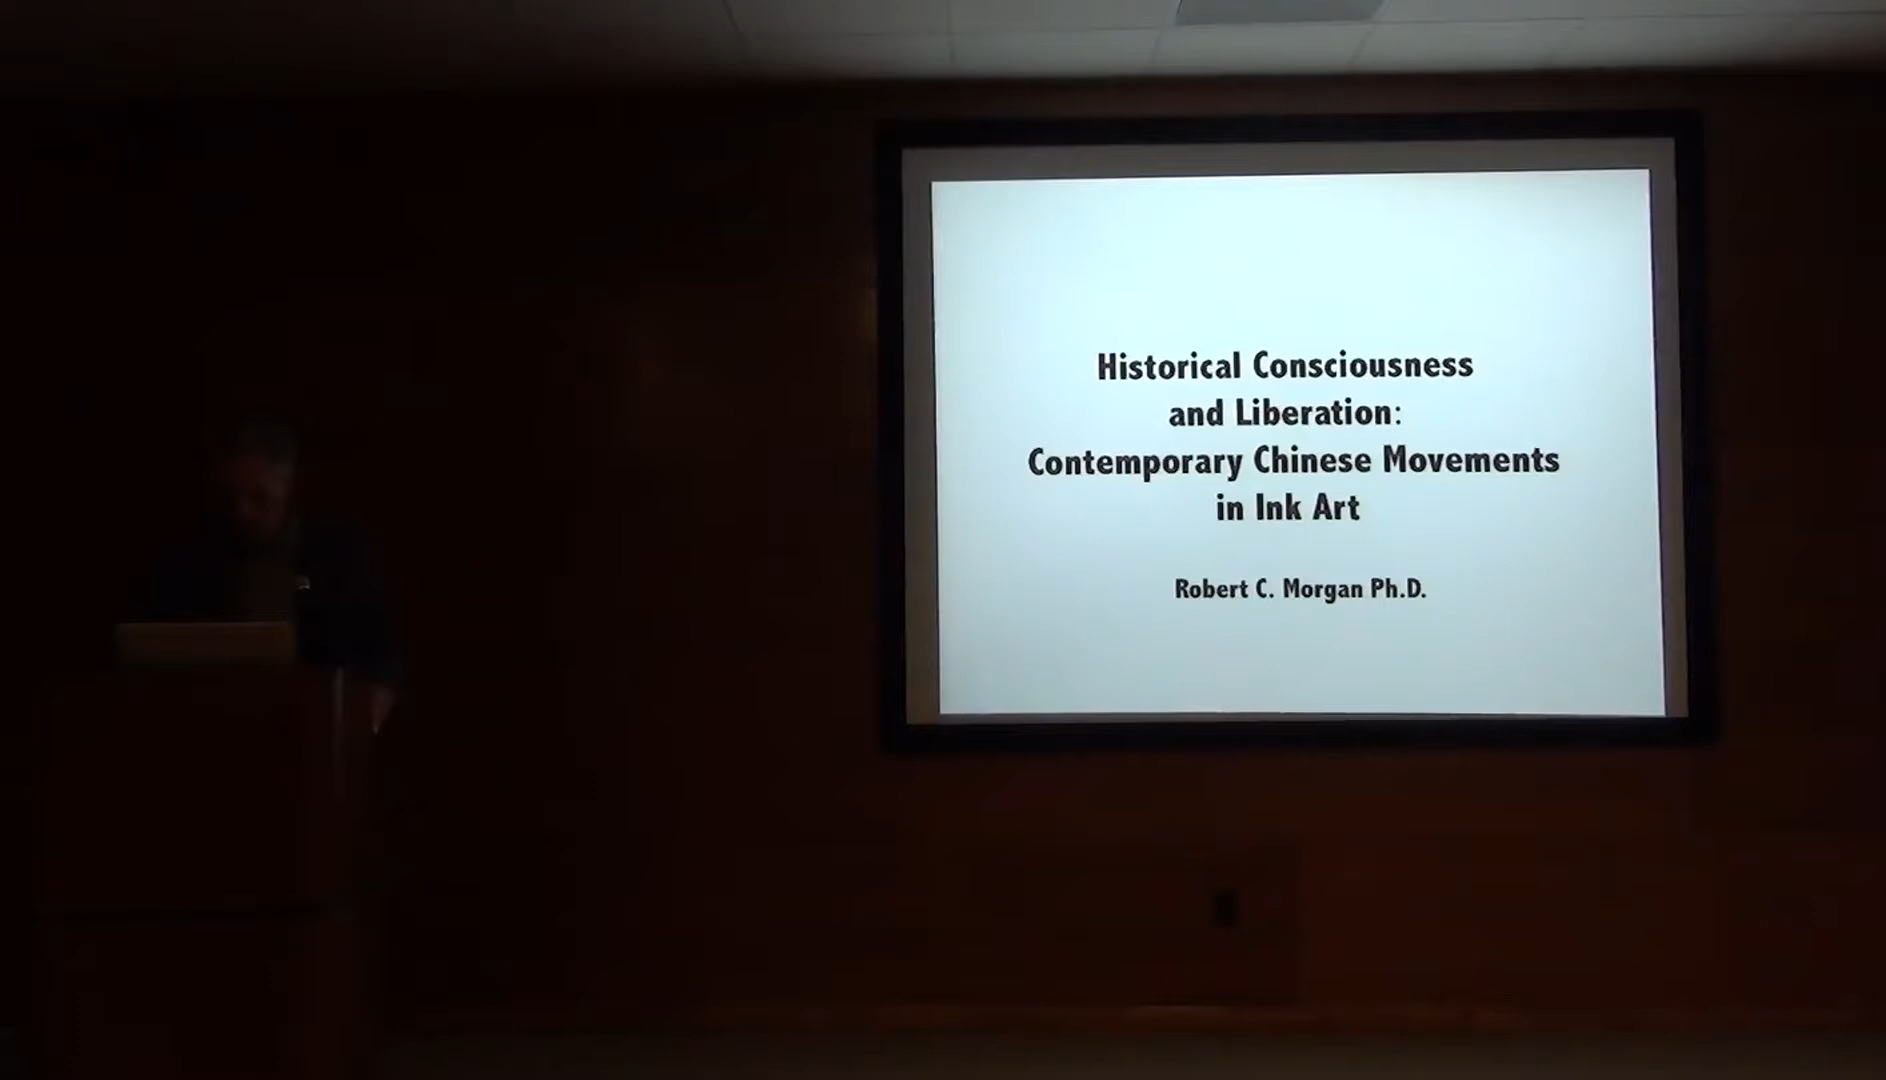 Historical Consciousness
and Liberation:
Contemporary Chinese Movements
in Ink Art
Robert C. Morgan Ph.D.